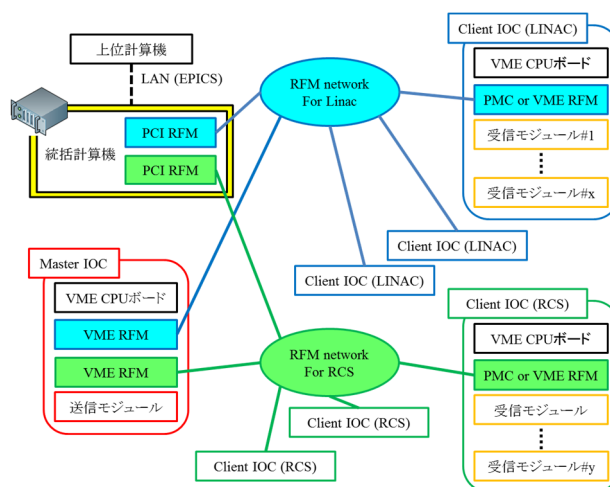 上位計算機
LAN (EPICS)
統括計算機
PCI RFM
PCI RFM
RFM network
For Linac
Client IOC (LINAC)
VME CPUボード
PMC or VME RFM
受信モジュール#1
受信モジュール#x
Client IOC (LINAC)
Client IOC (LINAC)
Master IOC
VME CPUボード
VME RFM
VME RFM
送信モジュール
RFM network
For RCS
Client IOC (RCS)
Client IOC (RCS)
Client IOC (RCS)
VME CPUボード
PMC or VME RFM
受信モジュール
受信モジュール#y